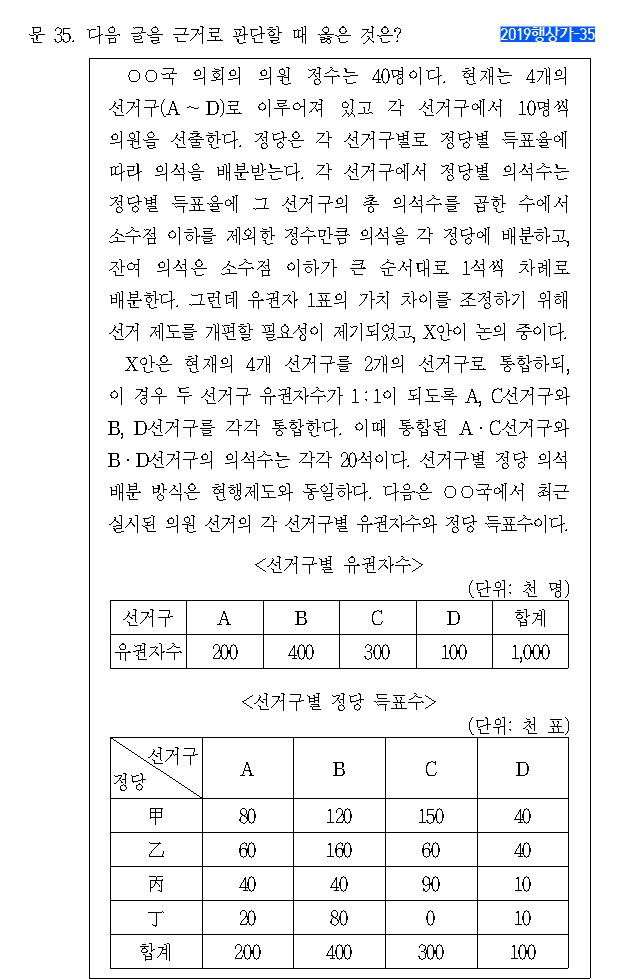 문 35. 다음 글을 근거로 판단할 때 옳은 것은?
2019행상가-35
○○국 의회의 의원 정수는 40명이다. 현재는 4개의
선거구(A ~ D)로 이루어져 있고 각 선거구에서 10명씩
의원을 선출한다. 정당은 각 선거구별로 정당별 득표율에
따라 의석을 배분받는다. 각 선거구에서 정당별 의석수는
정당별 득표율에 그 선거구의 총 의석수를 곱한 수에서
소수점 이하를 제외한 정수만큼 의석을 각 정당에 배분하고,
잔여 의석은 소수점 이하가 큰 순서대로 1석씩 차례로
배분한다. 그런데 유권자 1표의 가치 차이를 조정하기 위해
선거 제도를 개편할 필요성이 제기되었고, X안이 논의 중이다.
X안은 현재의 4개 선거구를 2개의 선거구로 통합하되,
이 경우 두 선거구 유권자수가 1 : 1이 되도록 A, C선거구와
B, D선거구를 각각 통합한다. 이때 통합된 A · C선거구와
B · D선거구의 의석수는 각각 20석이다. 선거구별 정당 의석
배분 방식은 현행제도와 동일하다. 다음은 ○○국에서 최근
실시된 의원 선거의 각 선거구별 유권자수와 정당 득표수이다.
<선거구별 유권자수>
(단위: 천 명)
선거구 A B C D 합계
유권자수 200 400 300 100 1,000
<선거구별 정당 득표수>
(단위: 천 표)
선거구 정당 A B C D
甲 80 120 150 40
乙 60 160 60 40
丙 40 40 90 10
丁 20 80 0 10
합계 200 400 300 100